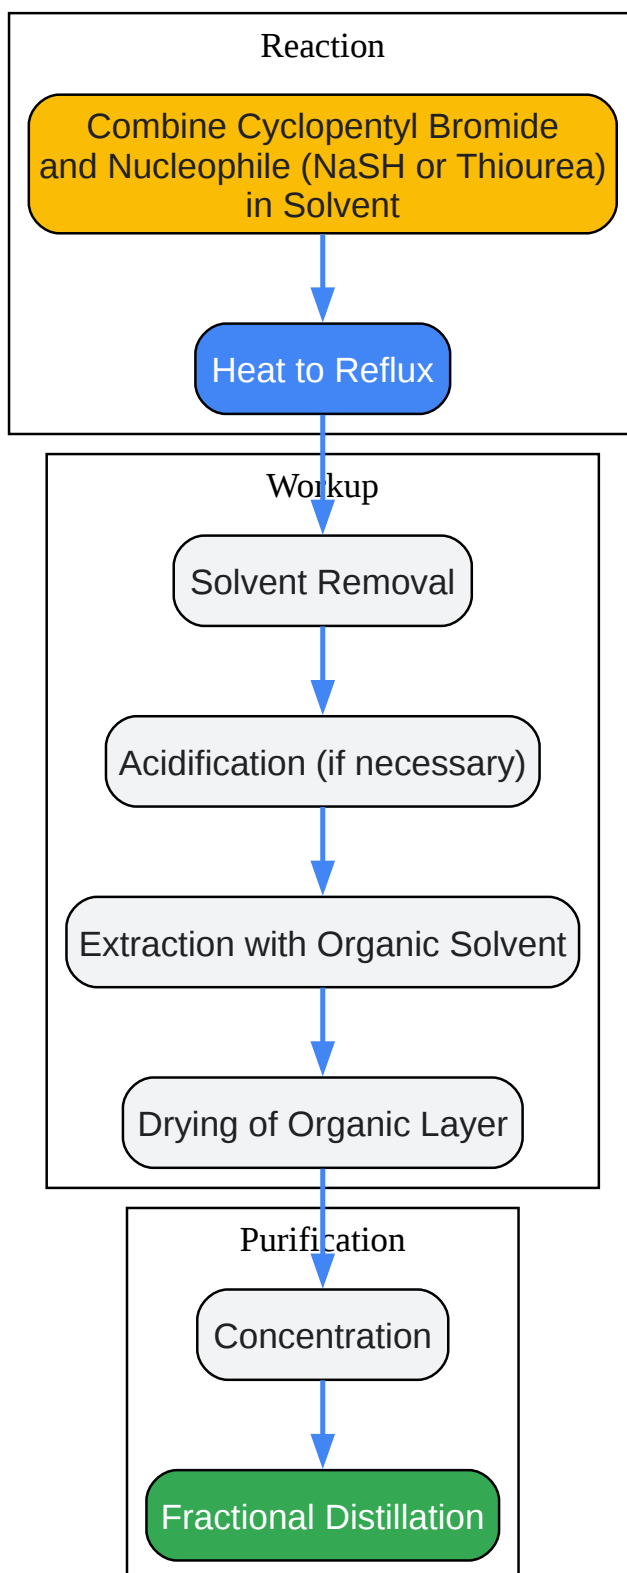 Reaction
Combine Cyclopentyl Bromide
and Nucleophile (NaSH or Thiourea)
in Solvent
Heat to Reflux
Workup
Solvent Removal
Acidification (if necessary)
Extraction with Organic Solvent
Drying of Organic Layer
Purification
Concentration
Fractional Distillation